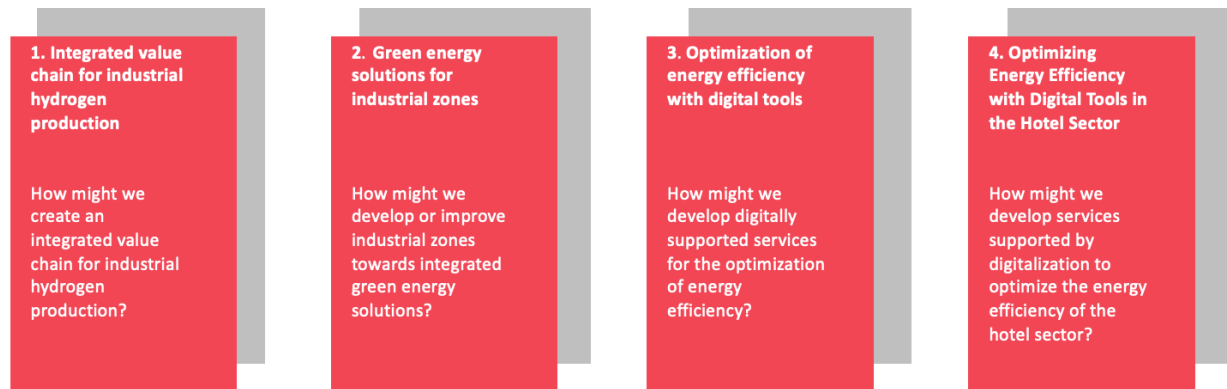 1. Integrated value
chain for industrial
hydrogen
production
How might we
create an
integrated value
chain for industrial
hydrogen
production?
2. Green energy
solutions for
industrial zones
How might we
develop or improve
industrial zones
towards integrated
green energy
solutions?
3. Optimization of
energy efficiency
with digital tools
How might we
develop digitally
supported services
for the optimization
of energy
efficiency?
4. Optimizing
Energy Efficiency
with Digital Tools in
the Hotel Sector
How might we
develop services
supported by
digitalization to
optimize the energy
efficiency of the
hotel sector?